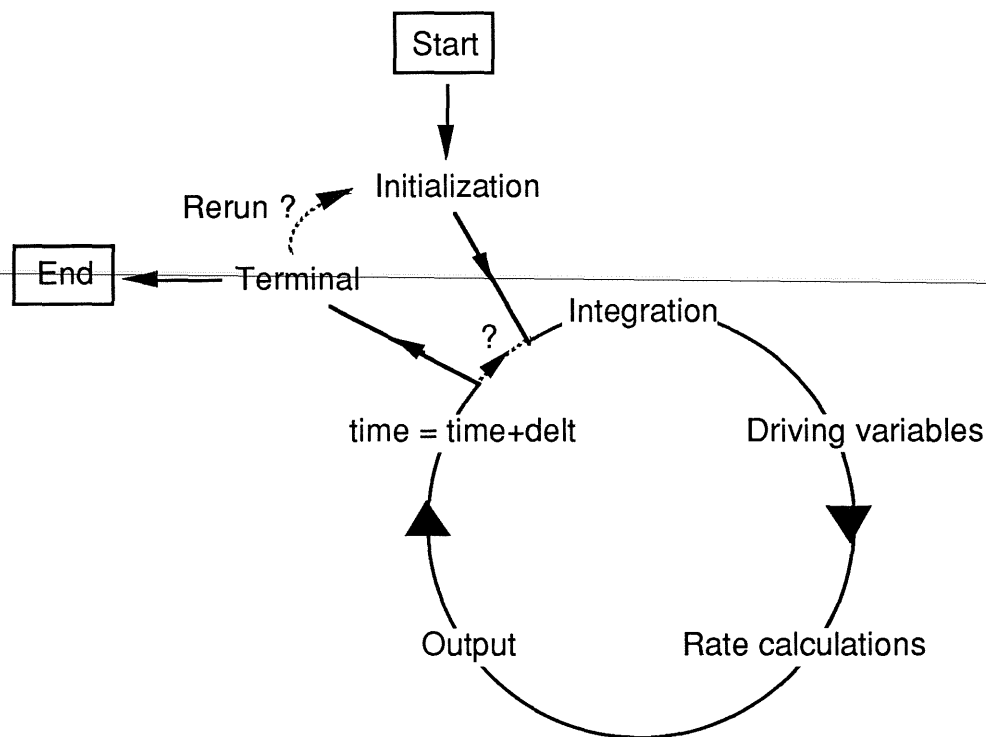 Start
Initialization
Rerun ?
End
Terminal
Integration
?
time = time+delt
Driving variables
Output
Rate calculations